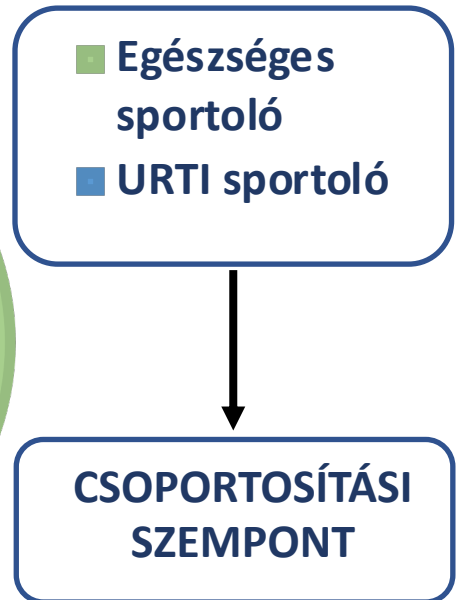 Egészséges
sportoló
URTI sportoló
CSOPORTOSÍTÁSI
SZEMPONT